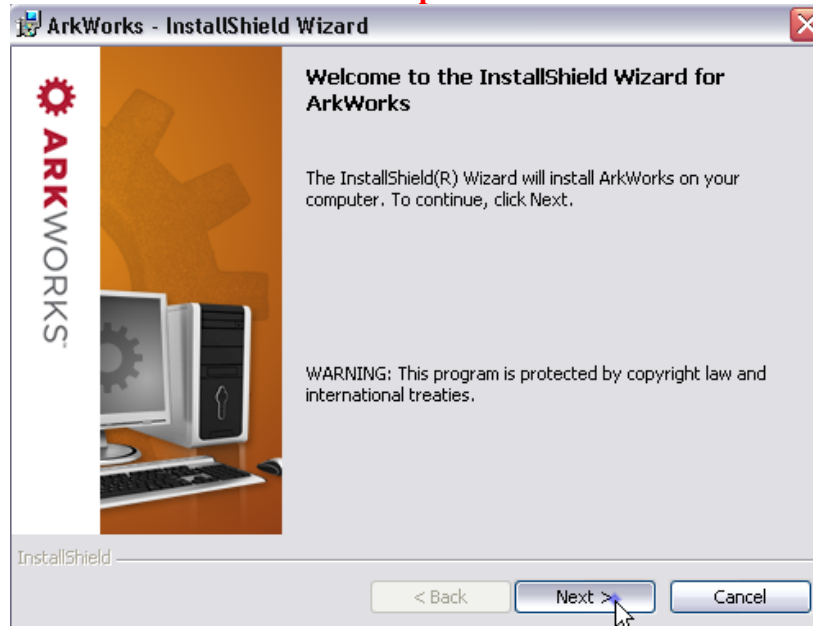 ArkWorks - InstallShield Wizard
ARKWORKS
Welcome to the InstallShield Wizard for
ArkWorks
The InstallShield(R) Wizard will install ArkWorks on your
computer. To continue, click Next.
WARNING: This program is protected by copyright law and
international treaties.
InstallShield
< Back
Next >
Cancel